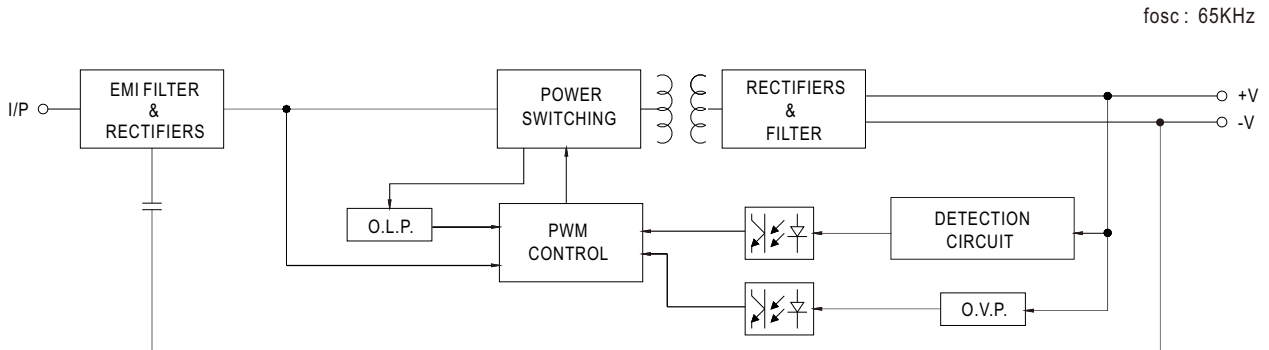 fosc : 65KHz
I/P
EMI FILTER
&
RECTIFIERS
POWER
SWITCHING
RECTIFIERS
&
FILTER
+V
-V
O.L.P.
PWM
CONTROL
DETECTION
CIRCUIT
O.V.P.